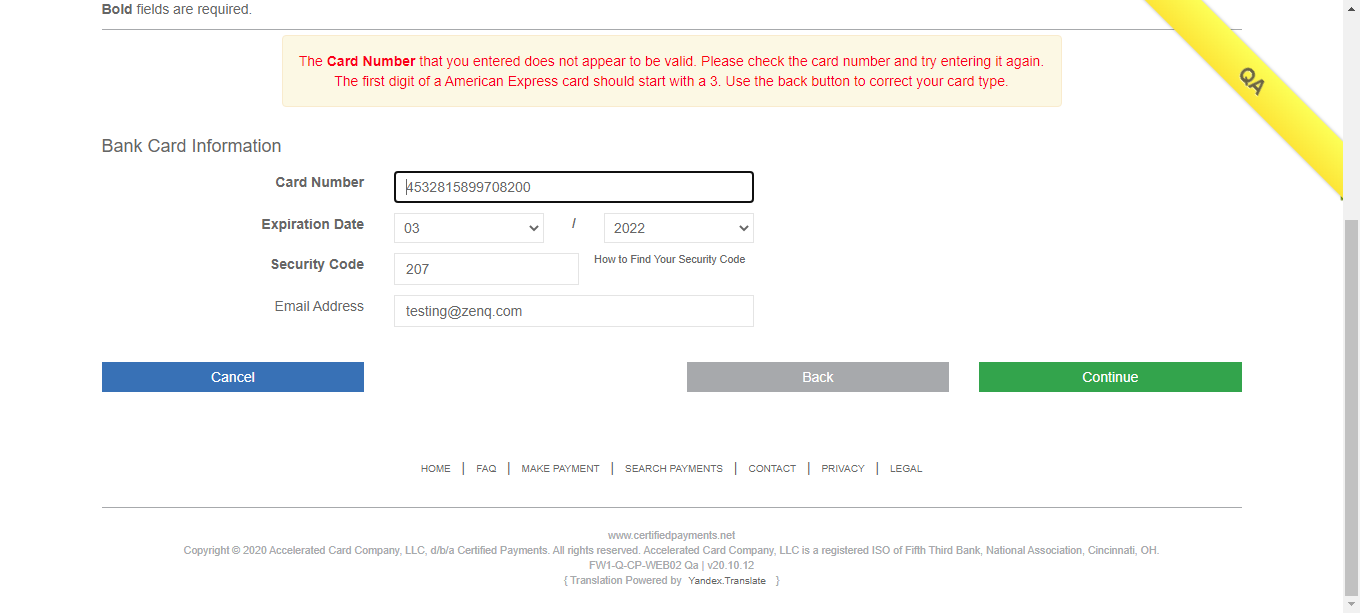 Bold fields are required.
QA
The Card Number that you entered does not appear to be valid. Please check the card number and try entering it again.
The first digit of a American Express card should start with a 3. Use the back button to correct your card type.
Bank Card Information
Card Number 4532815899708200
Expiration Date 03 / 2022
Security Code 207 How to Find Your Security Code
Email Address testing@zenq.com
Cancel Back Continue
HOME | FAQ | MAKE PAYMENT | SEARCH PAYMENTS | CONTACT | PRIVACY | LEGAL
www.certifiedpayments.net
Copyright © 2020 Accelerated Card Company, LLC, d/b/a Certified Payments. All rights reserved. Accelerated Card Company, LLC is a registered ISO of Fifth Third Bank, National Association, Cincinnati, OH.
FW1-Q-CP-WEB02 Qa | v20.10.12
{ Translation Powered by Yandex.Translate }